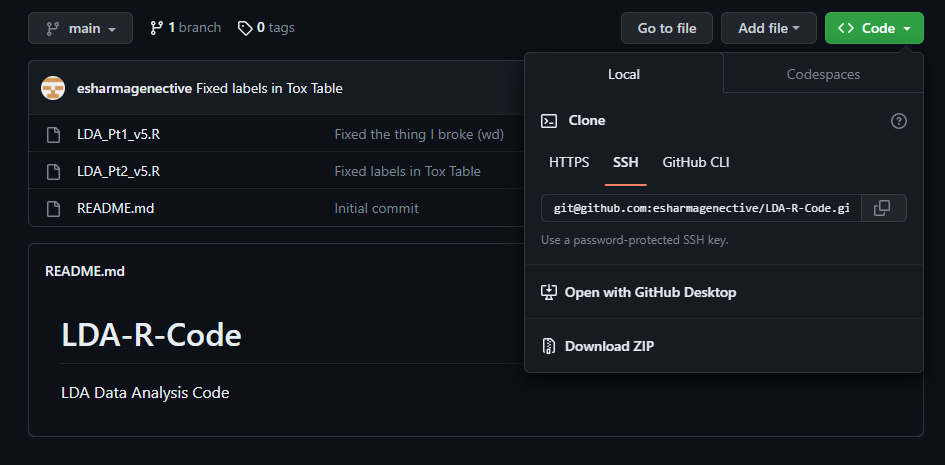 main 1 branch 0 tags Go to file Add file Code
Local Codespaces
esharmagenective Fixed labels in Tox Table
Clone
LDA_Pt1_v5.R Fixed the thing I broke (wd)
HTTPS SSH GitHub CLI
LDA_Pt2_v5.R Fixed labels in Tox Table
README.md Initial commit
git@github.com:esharmagenective/LDA-R-Code.gi
Use a password-protected SSH key.
README.md
Open with GitHub Desktop
LDA-R-Code
Download ZIP
LDA Data Analysis Code